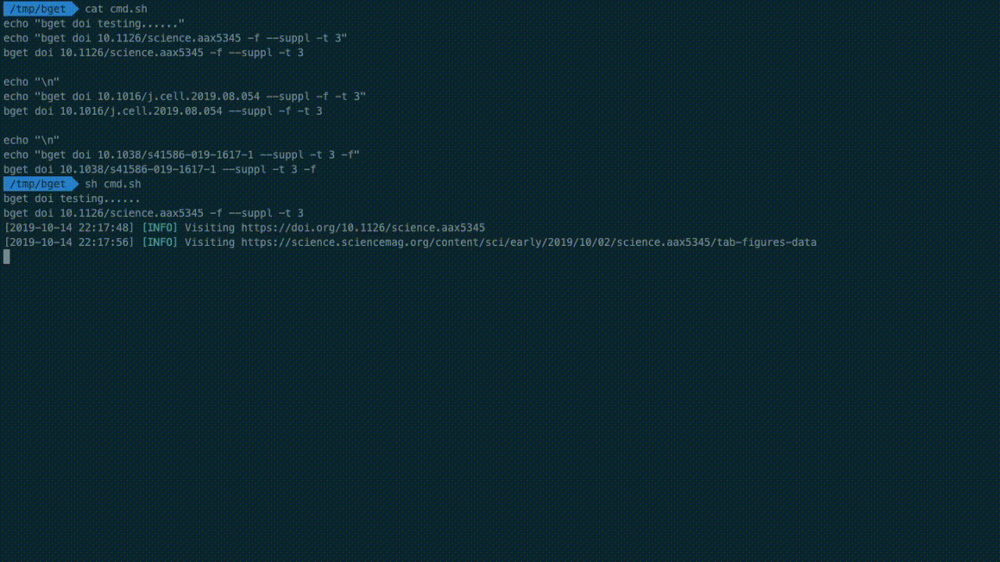 /tmp/bget cat cmd.sh
echo "bget doi testing......"
echo "bget doi 10.1126/science.aax5345 -f --suppl -t 3"
bget doi 10.1126/science.aax5345 -f --suppl -t 3
echo "\n"
echo "bget doi 10.1016/j.cell.2019.08.054 --suppl -f -t 3"
bget doi 10.1016/j.cell.2019.08.054 --suppl -f -t 3
echo "\n"
echo "bget doi 10.1038/s41586-019-1617-1 --suppl -t 3 -f"
bget doi 10.1038/s41586-019-1617-1 --suppl -t 3 -f
/tmp/bget sh cmd.sh
bget doi testing......
bget doi 10.1126/science.aax5345 -f --suppl -t 3
[2019-10-14 22:17:48] [INFO] Visiting https://doi.org/10.1126/science.aax5345
[2019-10-14 22:17:56] [INFO] Visiting https://science.sciencemag.org/content/sci/early/2019/10/02/science.aax5345/tab-figures-data